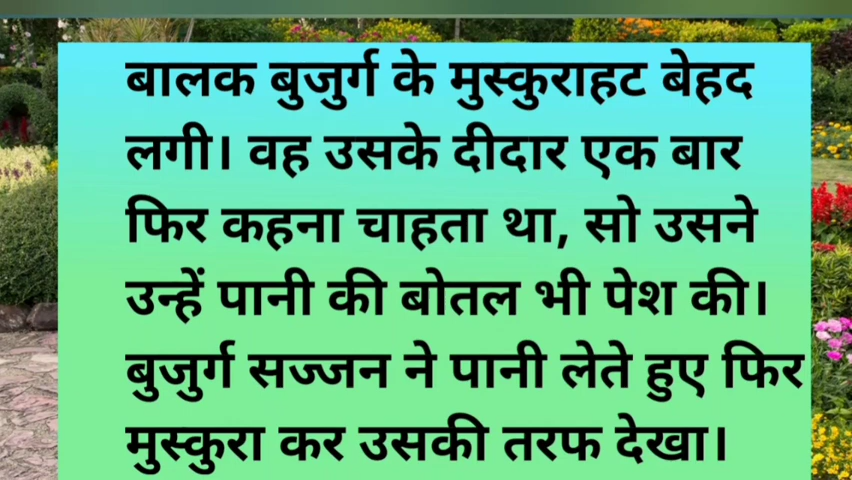 बालक बुजुर्ग के मुस्कुराहट बेहद
लगी। वह उसके दीदार एक बार
फिर कहना चाहता था, सो उसने
उन्हें पानी की बोतल भी पेश की।
बुजुर्ग सज्जन ने पानी लेते हुए फिर
मुस्कुरा कर उसकी तरफ देखा।